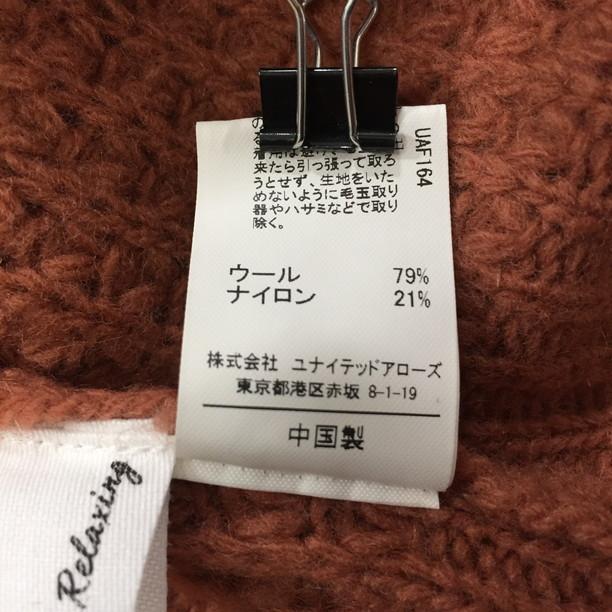 来たら引っ張って取ろ
うとせず、生地をいた
めないように毛玉取り
器やハサミなどで取り
除く。
UAF164
ウール 79%
ナイロン 21%
株式会社 ユナイテッドアローズ
東京都港区赤坂 8-1-19
中国製
Relaxing